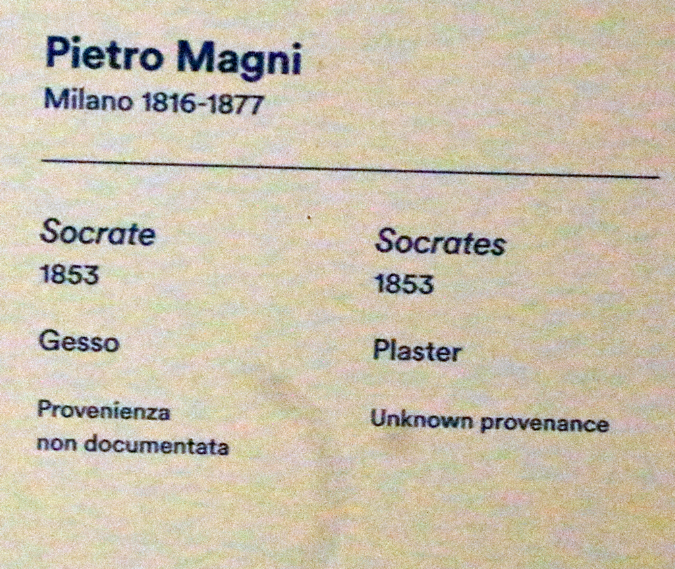 Pietro Magni
Milano 1816-1877
Socrate
1853
Gesso
Provenienza
non documentata
Socrates
1853
Plaster
Unknown provenance